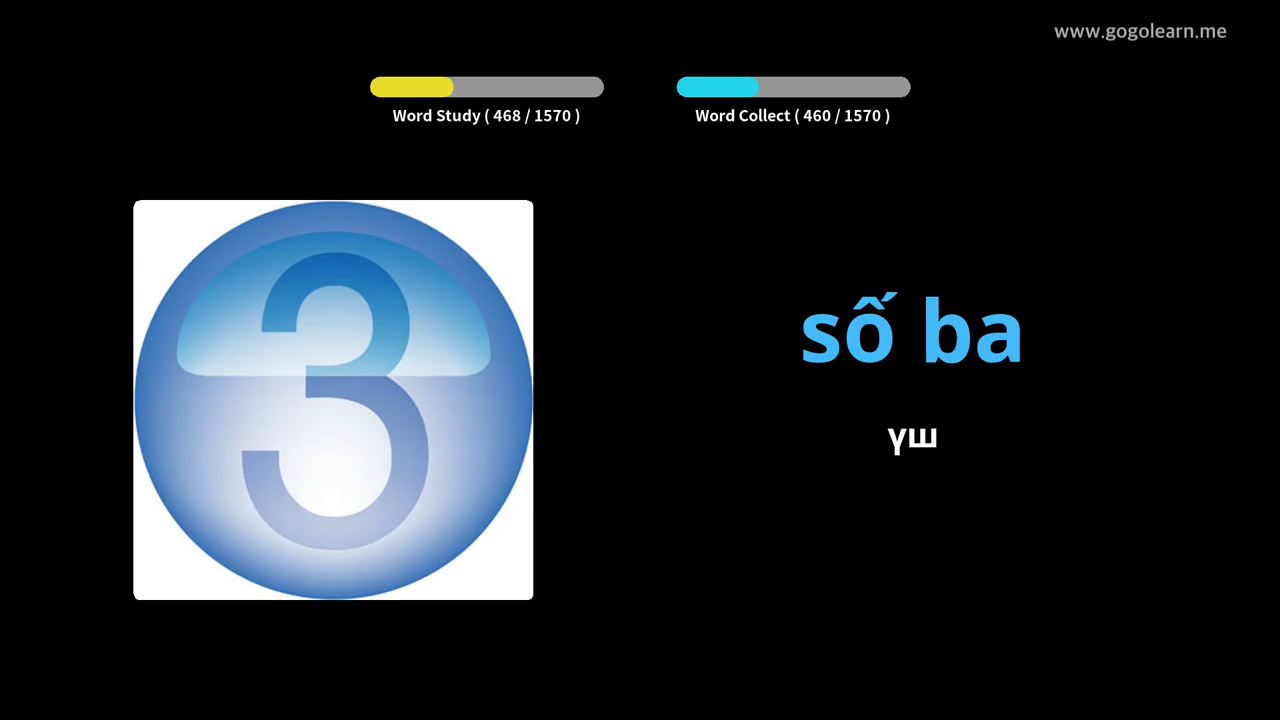 www.gogolearn.me
Word Study ( 468 / 1570 )
Word Collect ( 460 / 1570 )
3
số ba
үш